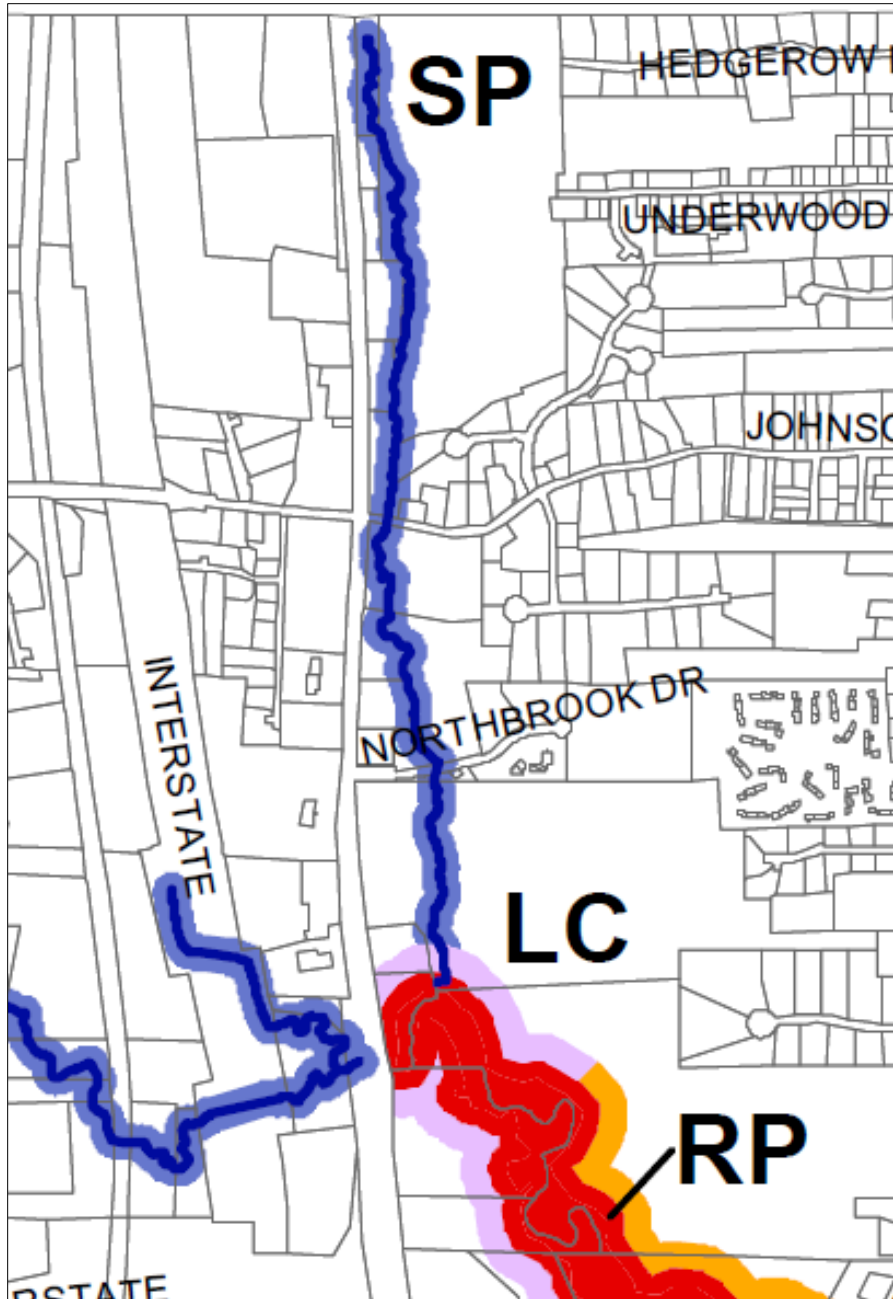 SP
HEDGEROW
UNDERWOOD
JOHNSO
INTERSTATE
NORTHBROOK DR
LC
RP
RSTATE